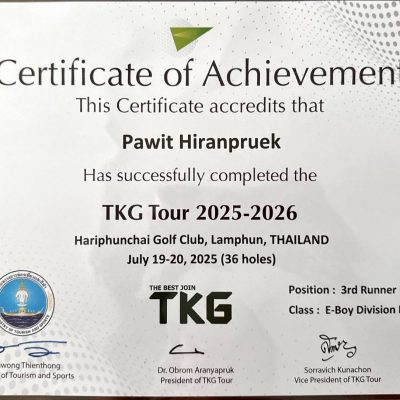 Certificate of Achievement
This Certificate accredits that
Pawit Hiranpruek
Has successfully completed the
TKG Tour 2025-2026
Hariphunchai Golf Club, Lamphun, THAILAND
July 19-20, 2025 (36 holes)
THE BEST JOIN
TKG
Position : 3rd Runner
Class : E-Boy Division
wong Thienthong
of Tourism and Sports
Dr. Obrom Aranyapruk
President of TKG Tour
Sorravich Kunachon
Vice President of TKG Tour